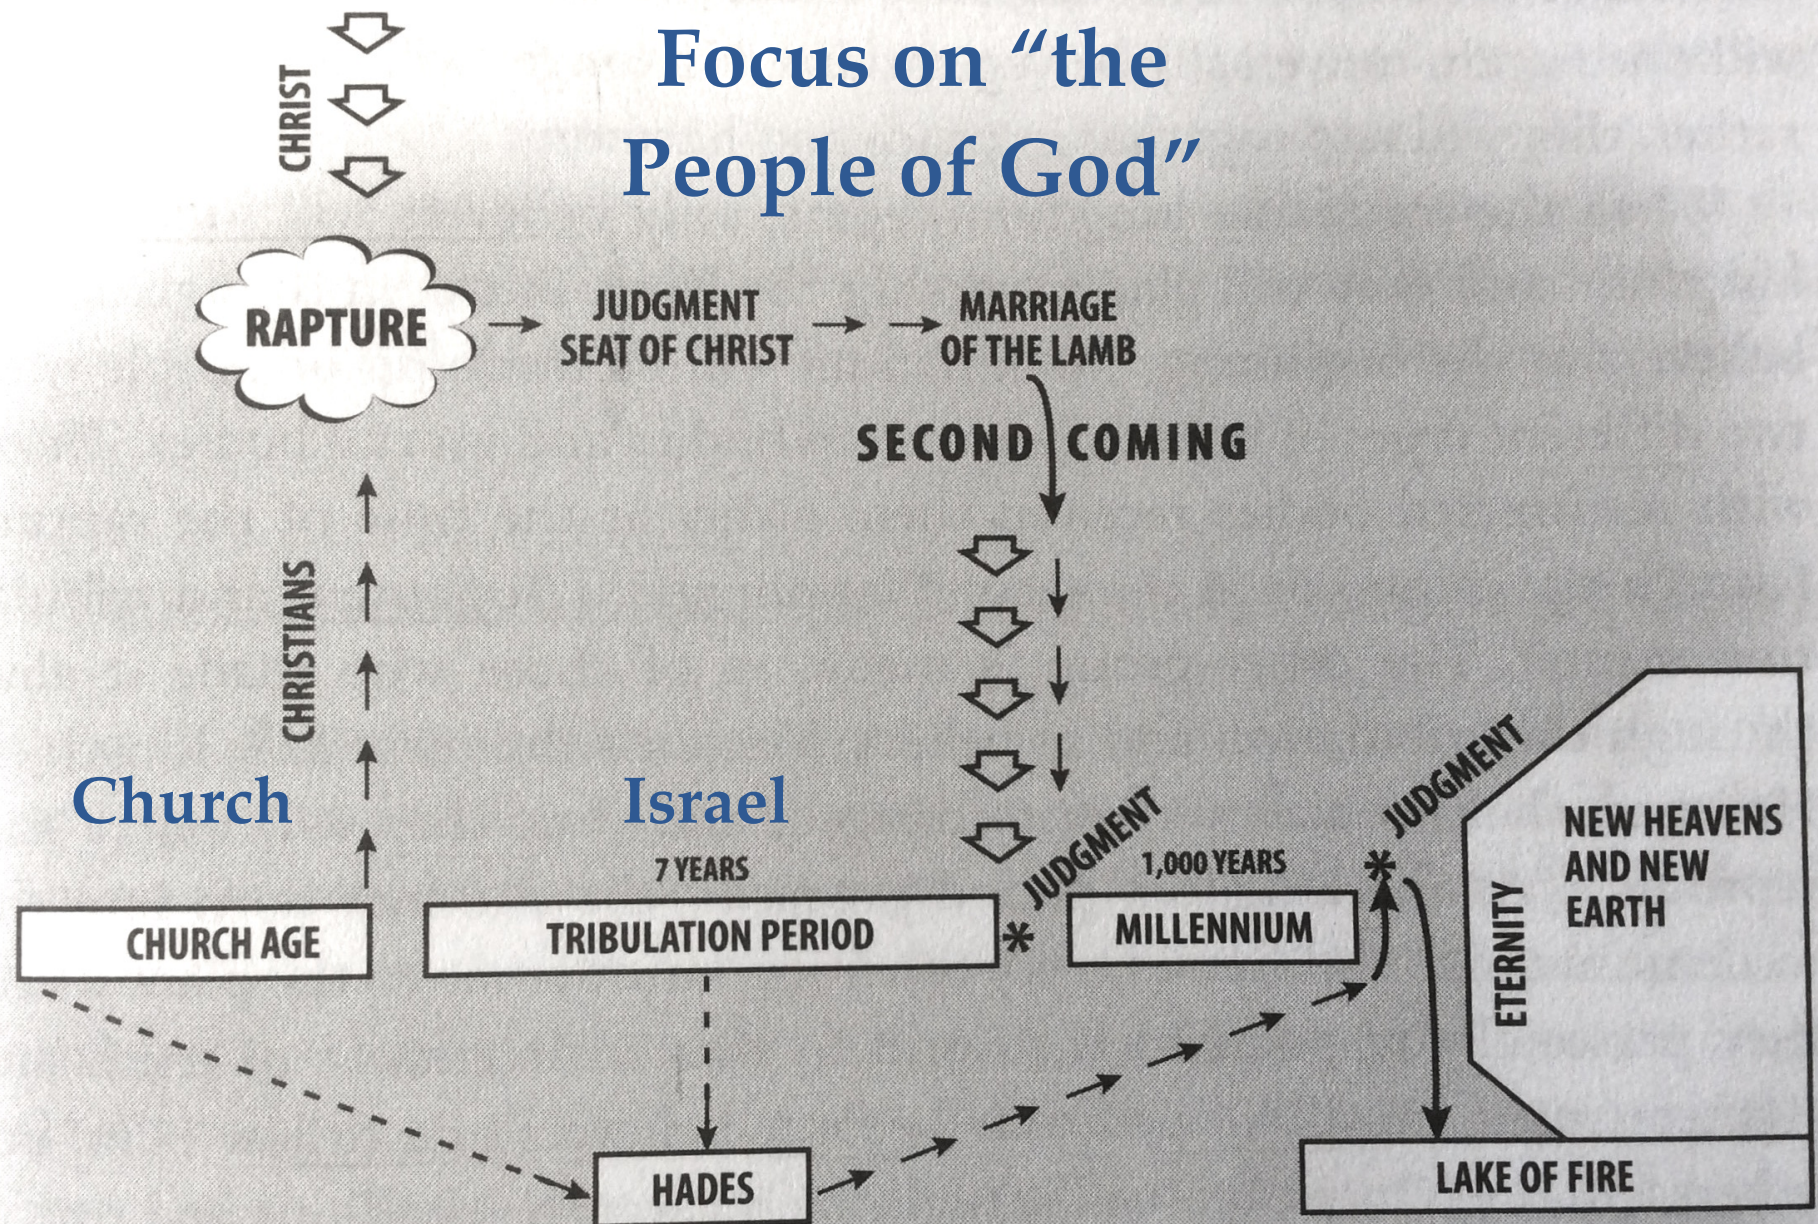 Focus on “the
People of God”
CHRIST
RAPTURE
JUDGMENT
SEAT OF CHRIST
MARRIAGE
OF THE LAMB
SECOND COMING
CHRISTIANS
Church
Israel
7 YEARS
JUDGMENT
1,000 YEARS
JUDGMENT
CHURCH AGE
TRIBULATION PERIOD
*
MILLENNIUM
*
ETERNITY
NEW HEAVENS
AND NEW
EARTH
HADES
LAKE OF FIRE